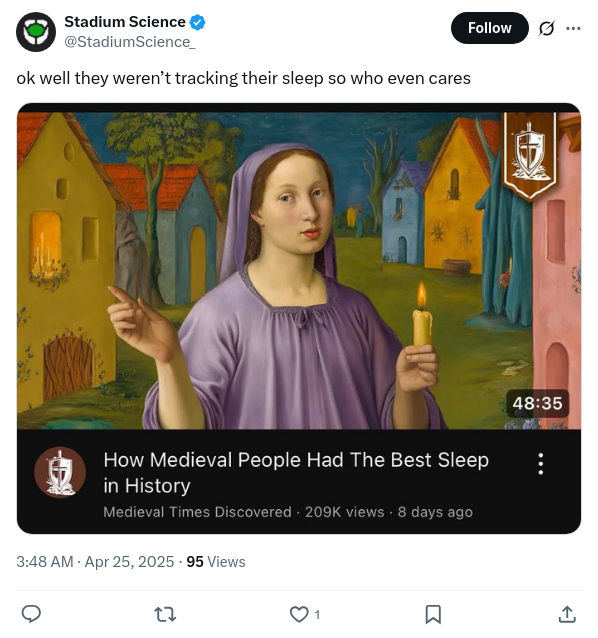 Stadium Science
@StadiumScience_
Follow
ok well they weren’t tracking their sleep so who even cares
48:35
How Medieval People Had The Best Sleep
in History
Medieval Times Discovered · 209K views · 8 days ago
3:48 AM · Apr 25, 2025 · 95 Views
1